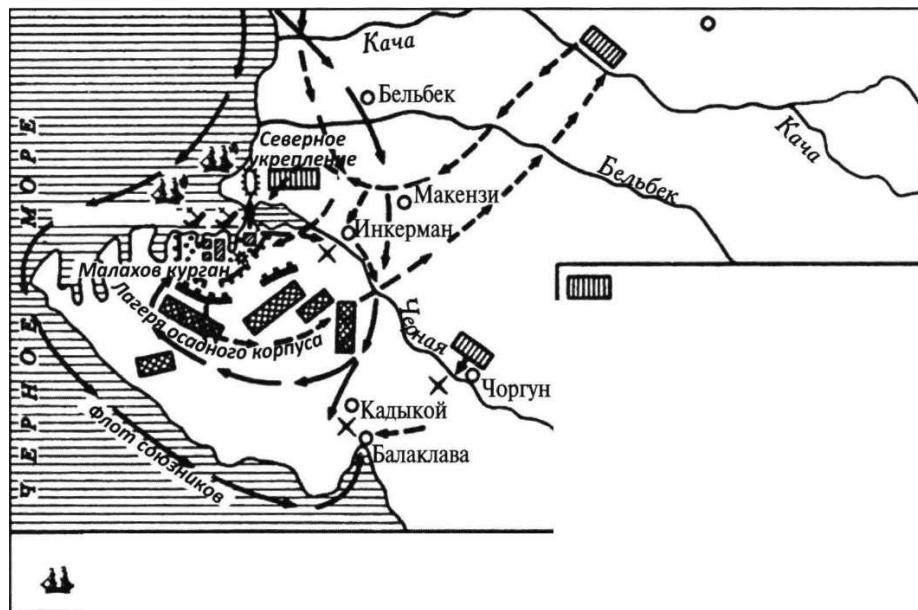 Кача
Бельбек
Северное
укрепление
Кача
Бельбек
Макензи
Инкерман
Малахов курган
Лагеря осадного корпуса
Черная
Чоргун
Кадыкой
Балаклава
Флот союзников
ЧЕРНОЕ МОРЕ